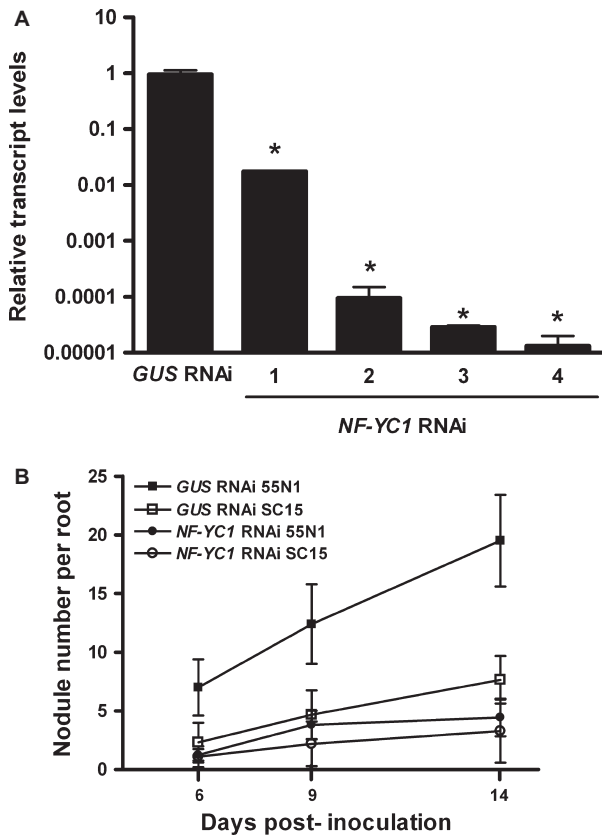 A
Relative transcript levels
10
1
0.1
0.01
0.001
0.0001
0.00001
*
*
*
*
GUS RNAi
1
2
3
4
NF-YC1 RNAi
B
Nodule number per root
25
20
15
10
5
0
GUS RNAi 55N1
GUS RNAi SC15
NF-YC1 RNAi 55N1
NF-YC1 RNAi SC15
6
9
14
Days post- inoculation